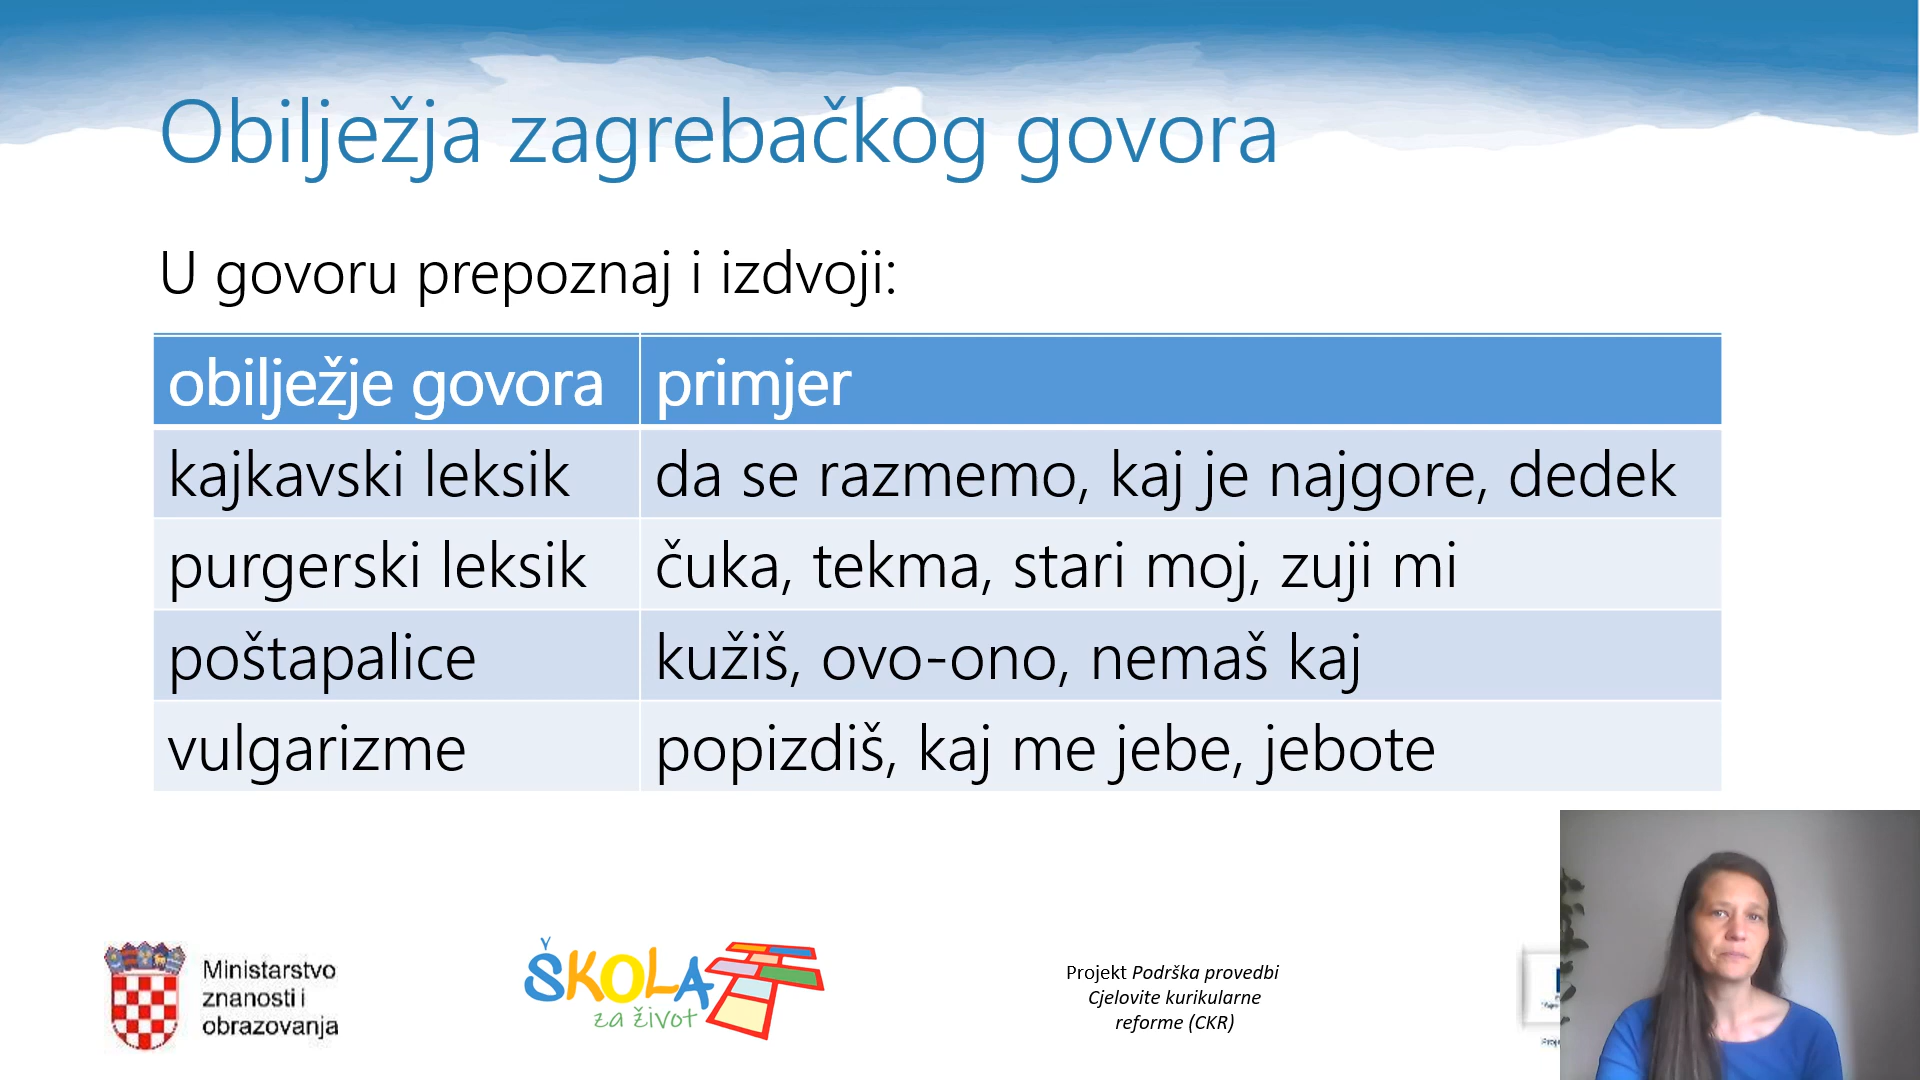 Obilježja zagrebačkog govora
U govoru prepoznaj i izdvoji:
obilježje govora primjer
kajkavski leksik da se razmemo, kaj je najgore, dedek
purgerski leksik čuka, tekma, stari moj, zuji mi
poštapalice kužiš, ovo-ono, nemaš kaj
vulgarizme popizdiš, kaj me jebe, jebote
Ministarstvo
znanosti i
obrazovanja
ŠKOLA
za život
Projekt Podrška provedbi
Cjelovite kurikularne
reforme (CKR)